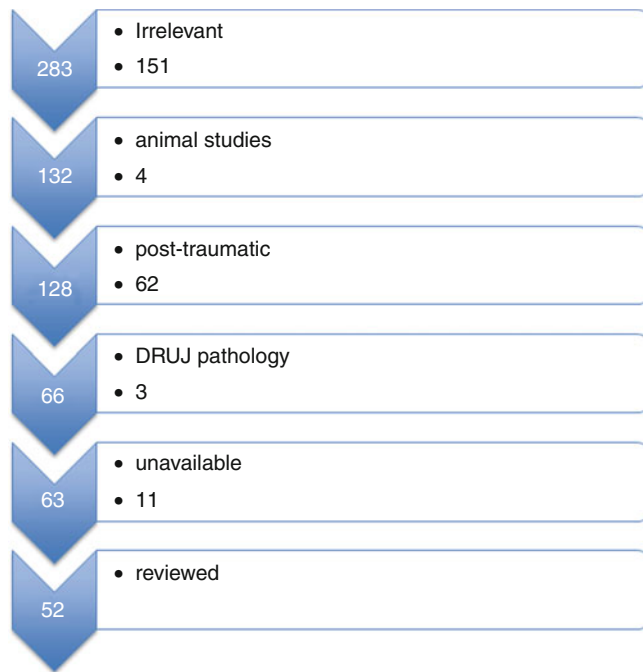 283
• Irrelevant
• 151
132
• animal studies
• 4
128
• post-traumatic
• 62
66
• DRUJ pathology
• 3
63
• unavailable
• 11
52
• reviewed